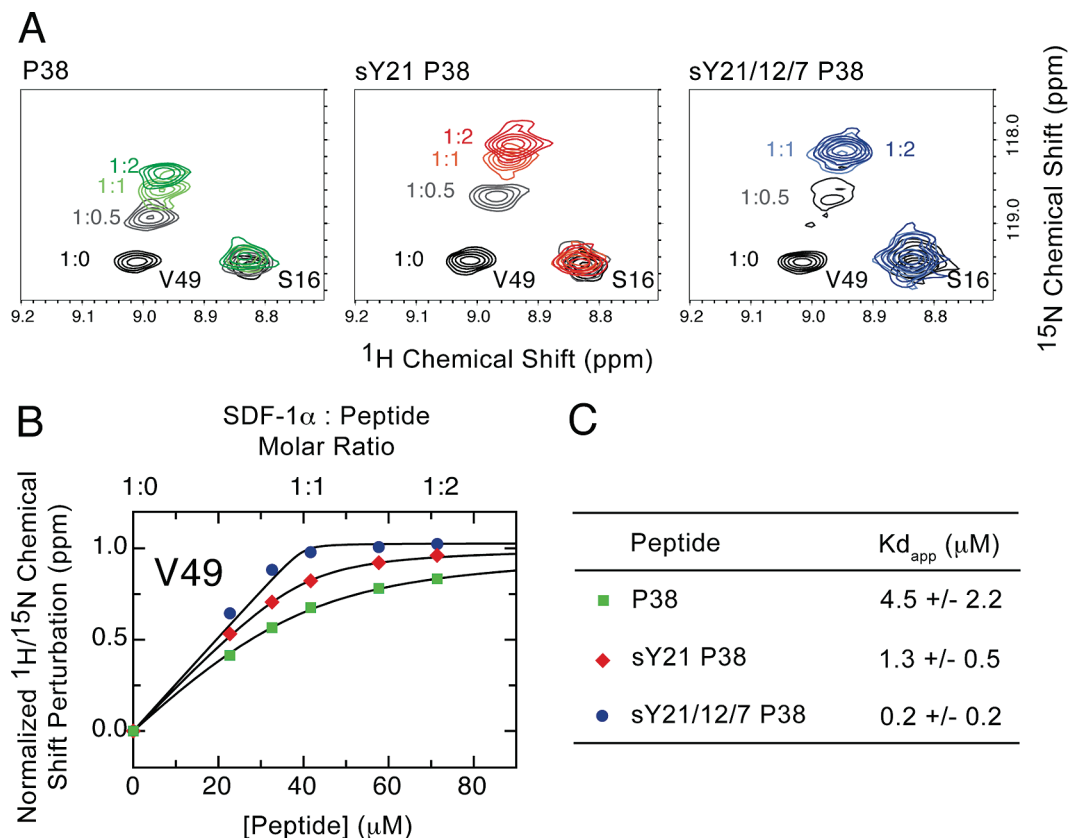 A
P38
sY21 P38
sY21/12/7 P38
1:2
1:1
1:0.5
1:0
V49
S16
1:2
1:1
1:0.5
1:0
V49
S16
1:1
1:2
1:0.5
1:0
V49
S16
118.0
119.0
15N Chemical Shift (ppm)
9.2 9.1 9.0 8.9 8.8
9.2 9.1 9.0 8.9 8.8
9.2 9.1 9.0 8.9 8.8
1H Chemical Shift (ppm)
B
SDF-1α : Peptide
Molar Ratio
1:0 1:1 1:2
Normalized 1H/15N Chemical
Shift Perturbation (ppm)
1.0
0.5
0.0
V49
0 20 40 60 80
[Peptide] (μM)
C
Peptide Kdapp (μM)
P38 4.5 +/- 2.2
sY21 P38 1.3 +/- 0.5
sY21/12/7 P38 0.2 +/- 0.2